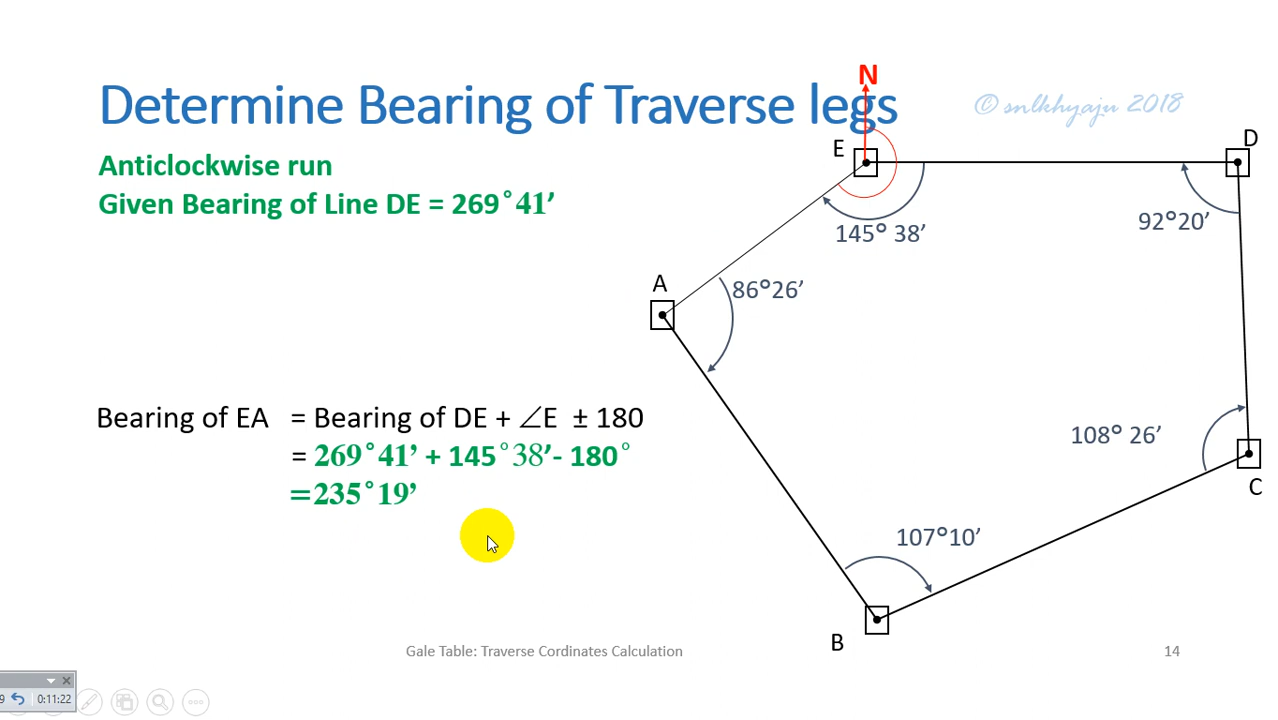 N
Determine Bearing of Traverse legs
© snlkhyaju 2018
Anticlockwise run
Given Bearing of Line DE = 269°41’
E
D
145° 38’
92°20’
A
86°26’
Bearing of EA = Bearing of DE + ∠E ± 180
= 269°41’ + 145°38’- 180°
=235°19’
108° 26’
C
107°10’
B
Gale Table: Traverse Cordinates Calculation
14
9
0:11:22